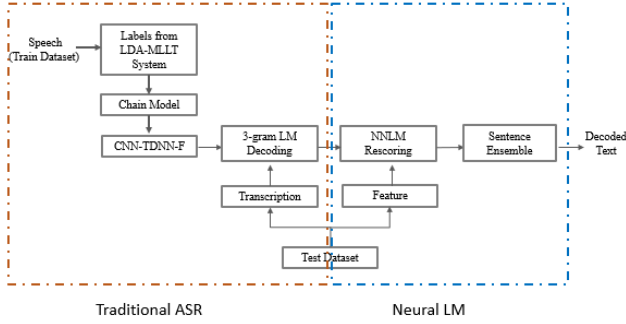 Speech
(Train Dataset)
Labels from
LDA-MLLT
System
Chain Model
CNN-TDNN-F
3-gram LM
Decoding
NNLM
Rescoring
Sentence
Ensemble
Decoded
Text
Transcription
Feature
Test Dataset
Traditional ASR
Neural LM